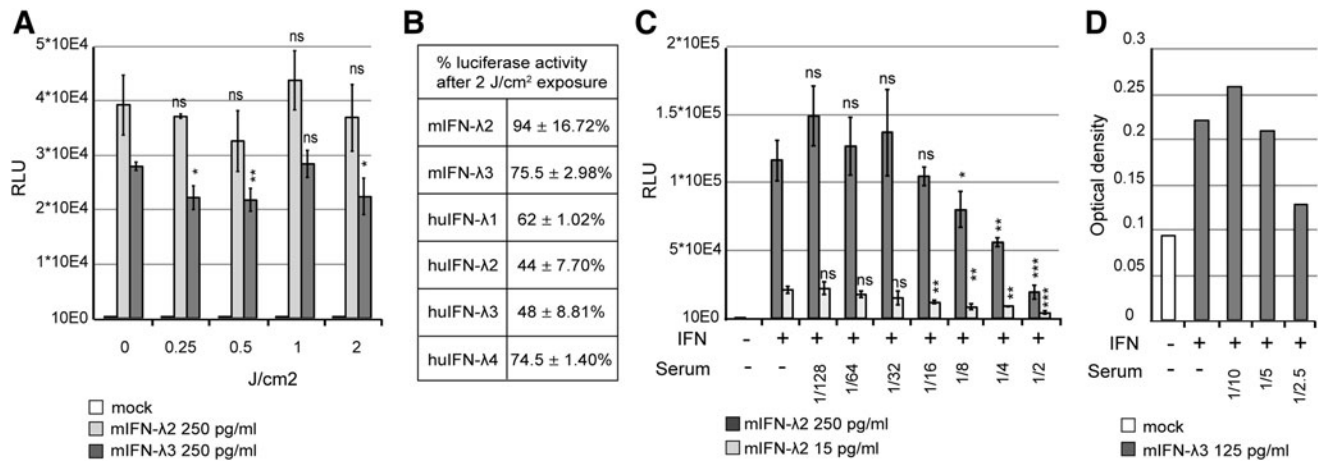 A
5*10E4
4*10E4
3*10E4
2*10E4
1*10E4
10E0
RLU
ns
ns
ns
ns
*
**
*
0 0.25 0.5 1 2
J/cm2
mock
mIFN-λ2 250 pg/ml
mIFN-λ3 250 pg/ml
B
% luciferase activity
after 2 J/cm² exposure
mIFN-λ2 94 ± 16.72%
mIFN-λ3 75.5 ± 2.98%
huIFN-λ1 62 ± 1.02%
huIFN-λ2 44 ± 7.70%
huIFN-λ3 48 ± 8.81%
huIFN-λ4 74.5 ± 1.40%
C
2*10E5
1.5*10E5
1*10E5
5*10E4
10E0
RLU
ns
ns
ns
ns
*
**
***
ns
ns
ns
**
**
**
***
IFN - + + + + + + + +
Serum - - 1/128 1/64 1/32 1/16 1/8 1/4 1/2
mIFN-λ2 250 pg/ml
mIFN-λ2 15 pg/ml
D
0.3
0.25
0.2
0.15
0.1
0.05
0
Optical density
IFN - + + + +
Serum - - 1/10 1/5 1/2.5
mock
mIFN-λ3 125 pg/ml